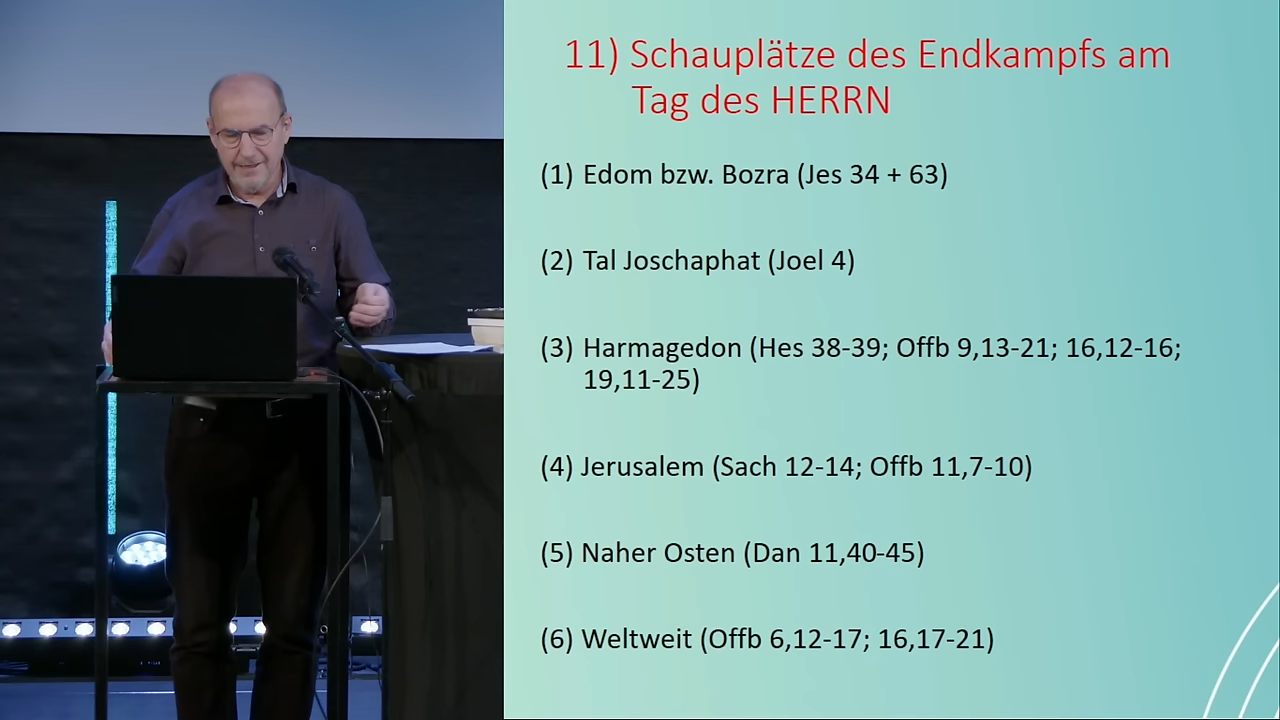 11) Schauplätze des Endkampfs am
Tag des HERRN
(1) Edom bzw. Bozra (Jes 34 + 63)
(2) Tal Joschaphat (Joel 4)
(3) Harmagedon (Hes 38-39; Offb 9,13-21; 16,12-16;
19,11-25)
(4) Jerusalem (Sach 12-14; Offb 11,7-10)
(5) Naher Osten (Dan 11,40-45)
(6) Weltweit (Offb 6,12-17; 16,17-21)